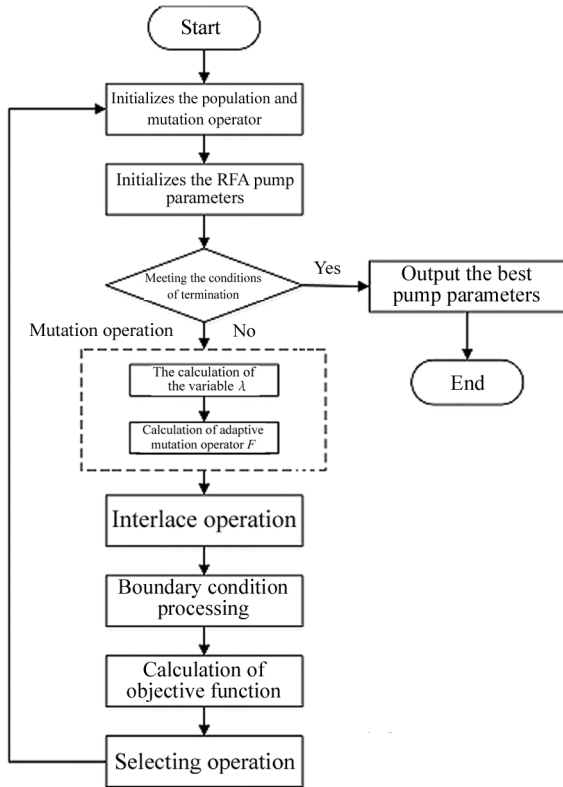 Start
Initializes the population and
mutation operator
Initializes the RFA pump
parameters
Meeting the conditions
of termination
Yes
Output the best
pump parameters
End
Mutation operation
No
The calculation of
the variable λ
Calculation of adaptive
mutation operator F
Interlace operation
Boundary condition
processing
Calculation of
objective function
Selecting operation